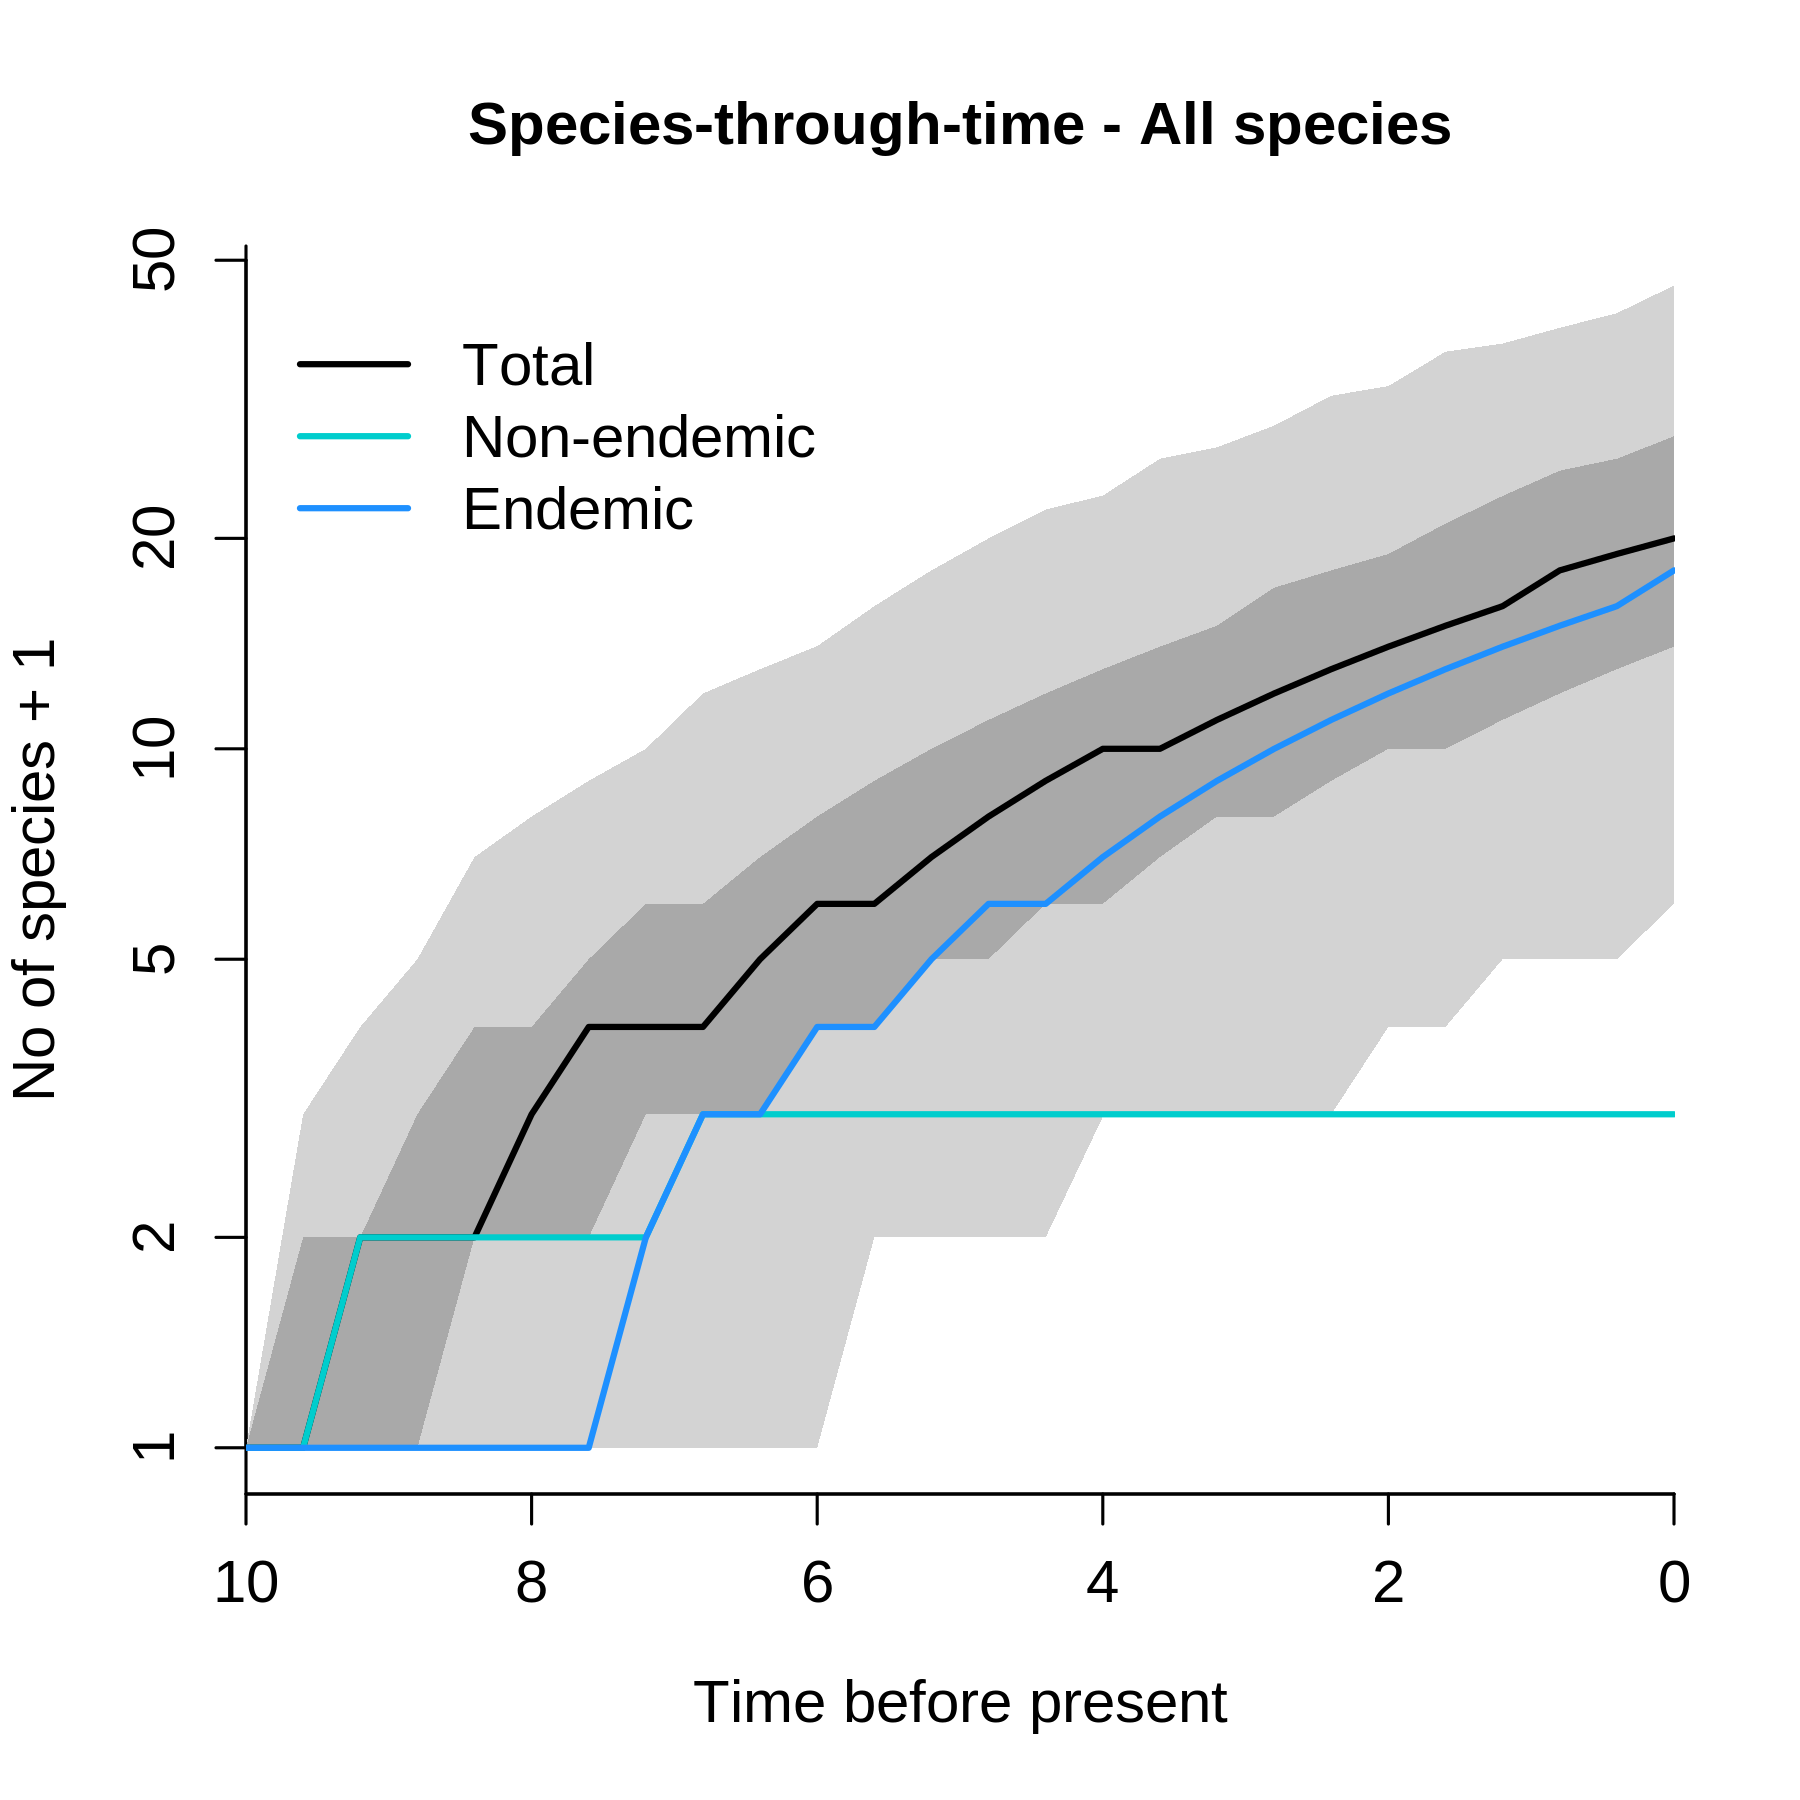 Species-through-time - All species
50
20
10
5
2
1
No of species + 1
Total
Non-endemic
Endemic
10 8 6 4 2 0
Time before present